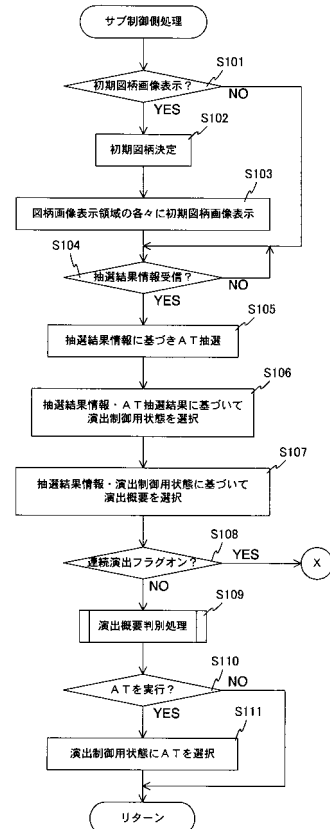 サブ制御側処理
S101
初期図柄画像表示?
NO
YES
S102
初期図柄決定
S103
図柄画像表示領域の各々に初期図柄画像表示
S104
抽選結果情報受信?
NO
YES
S105
抽選結果情報に基づきAT抽選
S106
抽選結果情報・AT抽選結果に基づいて
演出制御用状態を選択
S107
抽選結果情報・演出制御用状態に基づいて
演出概要を選択
S108
連続演出フラグオン?
YES
X
NO
S109
演出概要判別処理
S110
ATを実行?
NO
YES
S111
演出制御用状態にATを選択
リターン